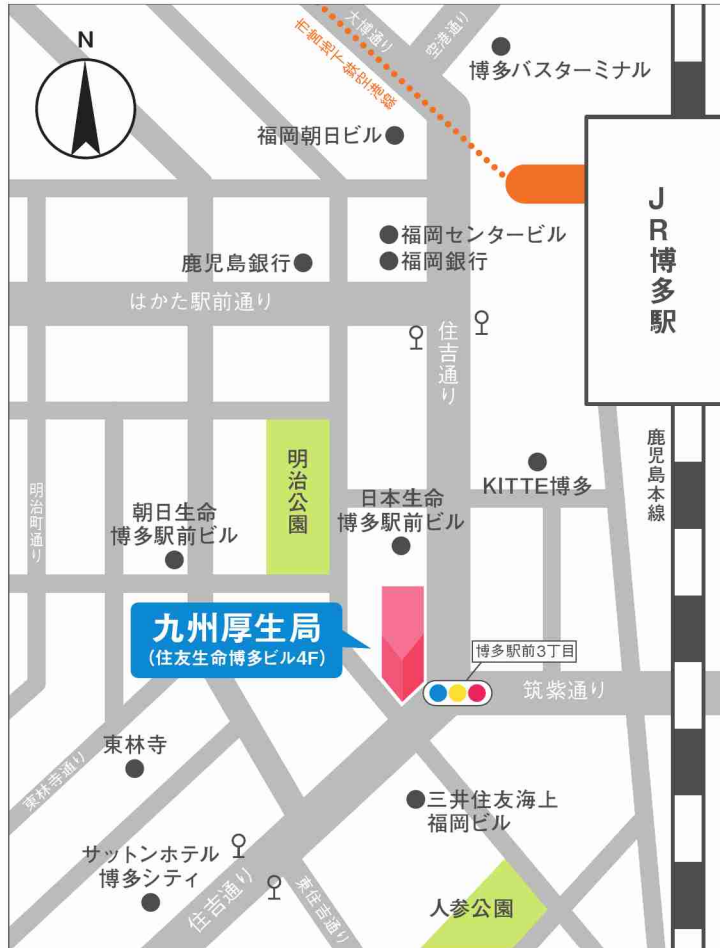 N
大博通り
空港通り
市営地下鉄空港線
博多バスターミナル
福岡朝日ビル
JR博多駅
福岡センタービル
福岡銀行
鹿児島銀行
はかた駅前通り
住吉通り
鹿児島本線
明治公園
KITTE博多
日本生命
博多駅前ビル
朝日生命
博多駅前ビル
明治町通り
九州厚生局
(住友生命博多ビル4F)
博多駅前3丁目
筑紫通り
東林寺
東林寺通り
三井住友海上
福岡ビル
サットンホテル
博多シティ
住吉通り
東住吉通り
人参公園